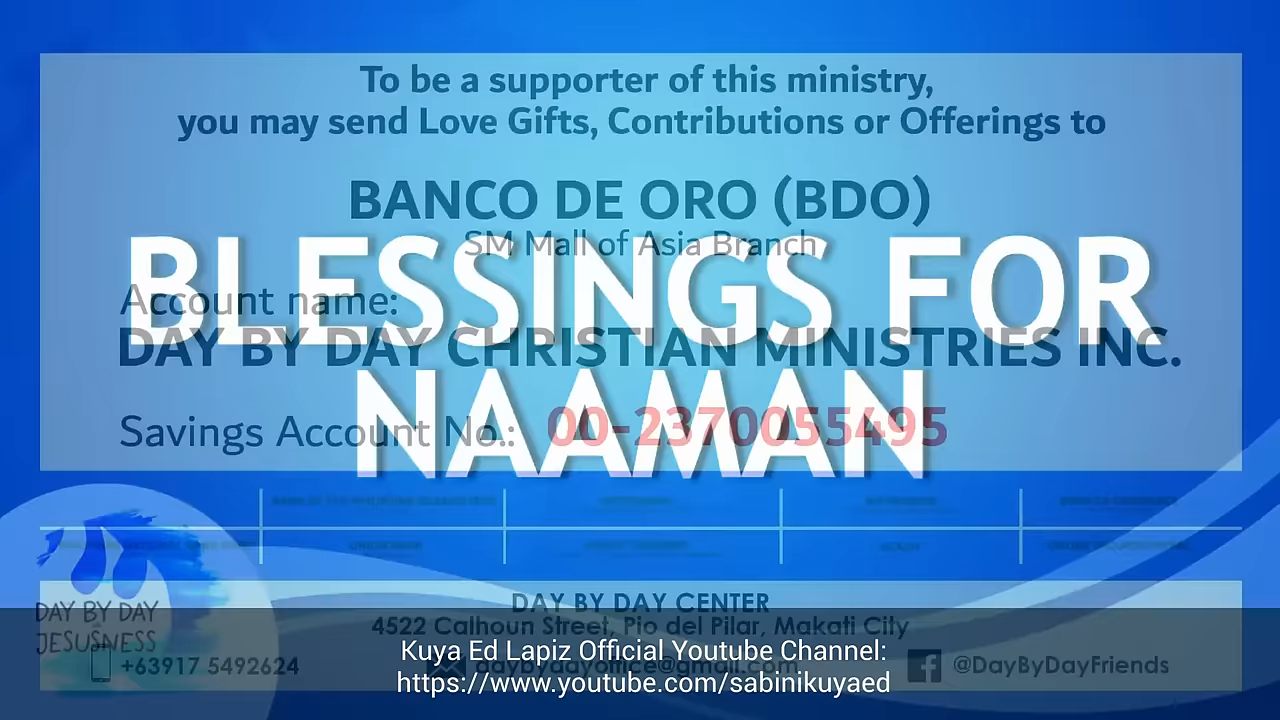 To be a supporter of this ministry,
you may send Love Gifts, Contributions or Offerings to
BANCO DE ORO (BDO)
SM Mall of Asia Branch
BLESSINGS FOR
Account name:
DAY BY DAY CHRISTIAN MINISTRIES INC.
NAAMAN
Savings Account No.: 00-2370055495
DAY BY DAY
JESUSNESS
DAY BY DAY CENTER
4522 Calhoun Street, Pio del Pilar, Makati City
Kuya Ed Lapiz Official Youtube Channel:
+63917 5492624
daybydayoffice@gmail.com
@DayByDayFriends
https://www.youtube.com/sabinikuyaed